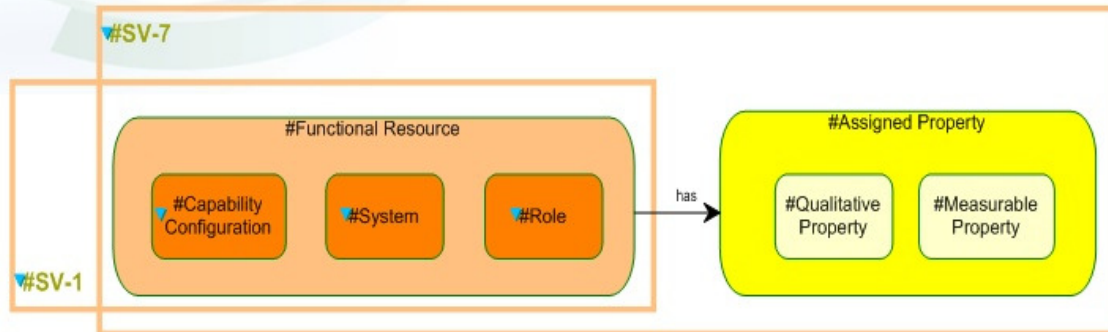 #SV-7
#Functional Resource
#Capability
Configuration
#System
#Role
has
#Assigned Property
#Qualitative
Property
#Measurable
Property
#SV-1